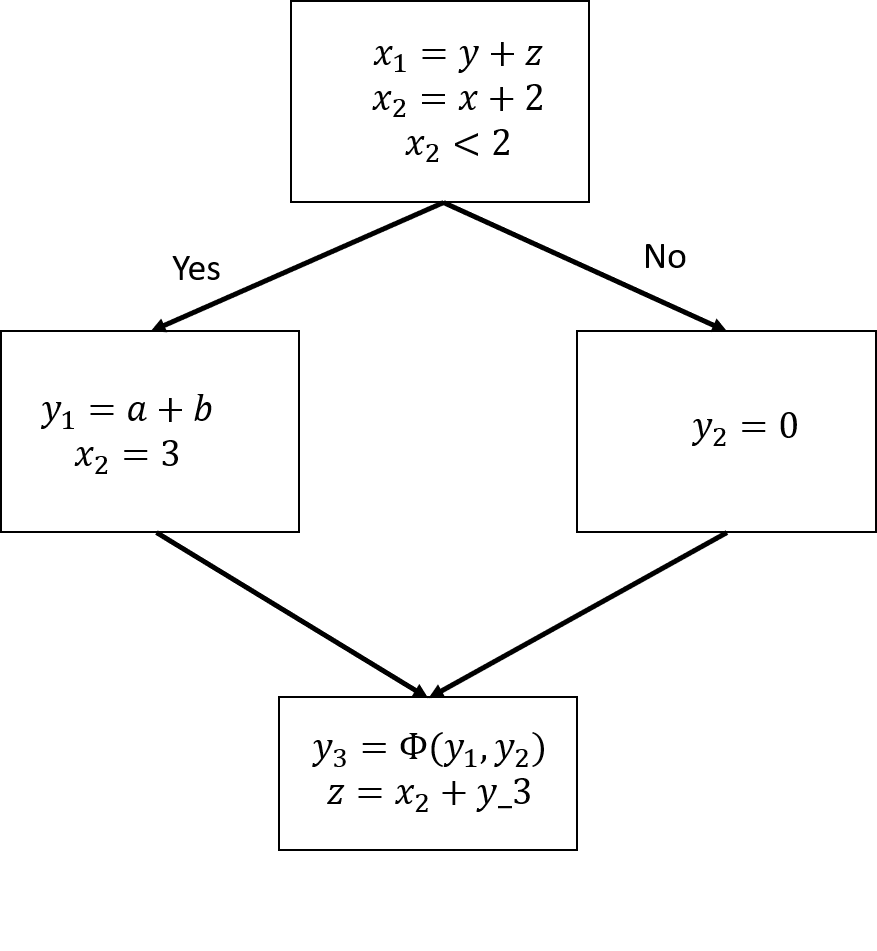 x₁ = y + z
x₂ = x + 2
x₂ < 2
Yes
No
y₁ = a + b
x₂ = 3
y₂ = 0
y₃ = Φ(y₁, y₂)
z = x₂ + y_3